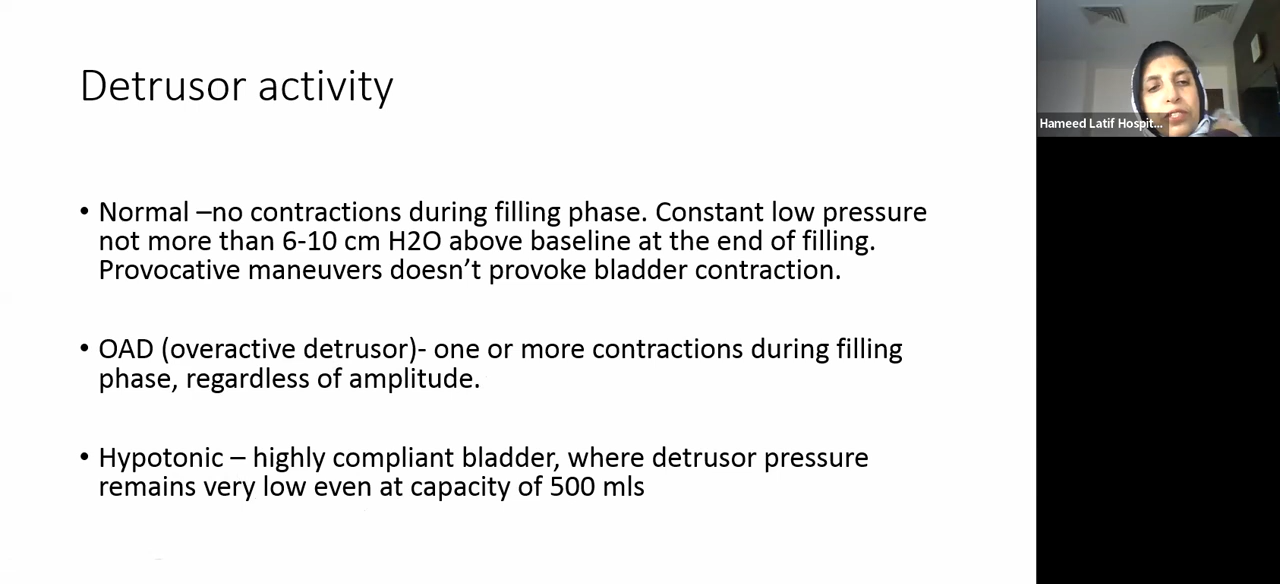 Detrusor activity
• Normal –no contractions during filling phase. Constant low pressure
not more than 6-10 cm H2O above baseline at the end of filling.
Provocative maneuvers doesn’t provoke bladder contraction.
• OAD (overactive detrusor)- one or more contractions during filling
phase, regardless of amplitude.
• Hypotonic – highly compliant bladder, where detrusor pressure
remains very low even at capacity of 500 mls
Hameed Latif Hospit...